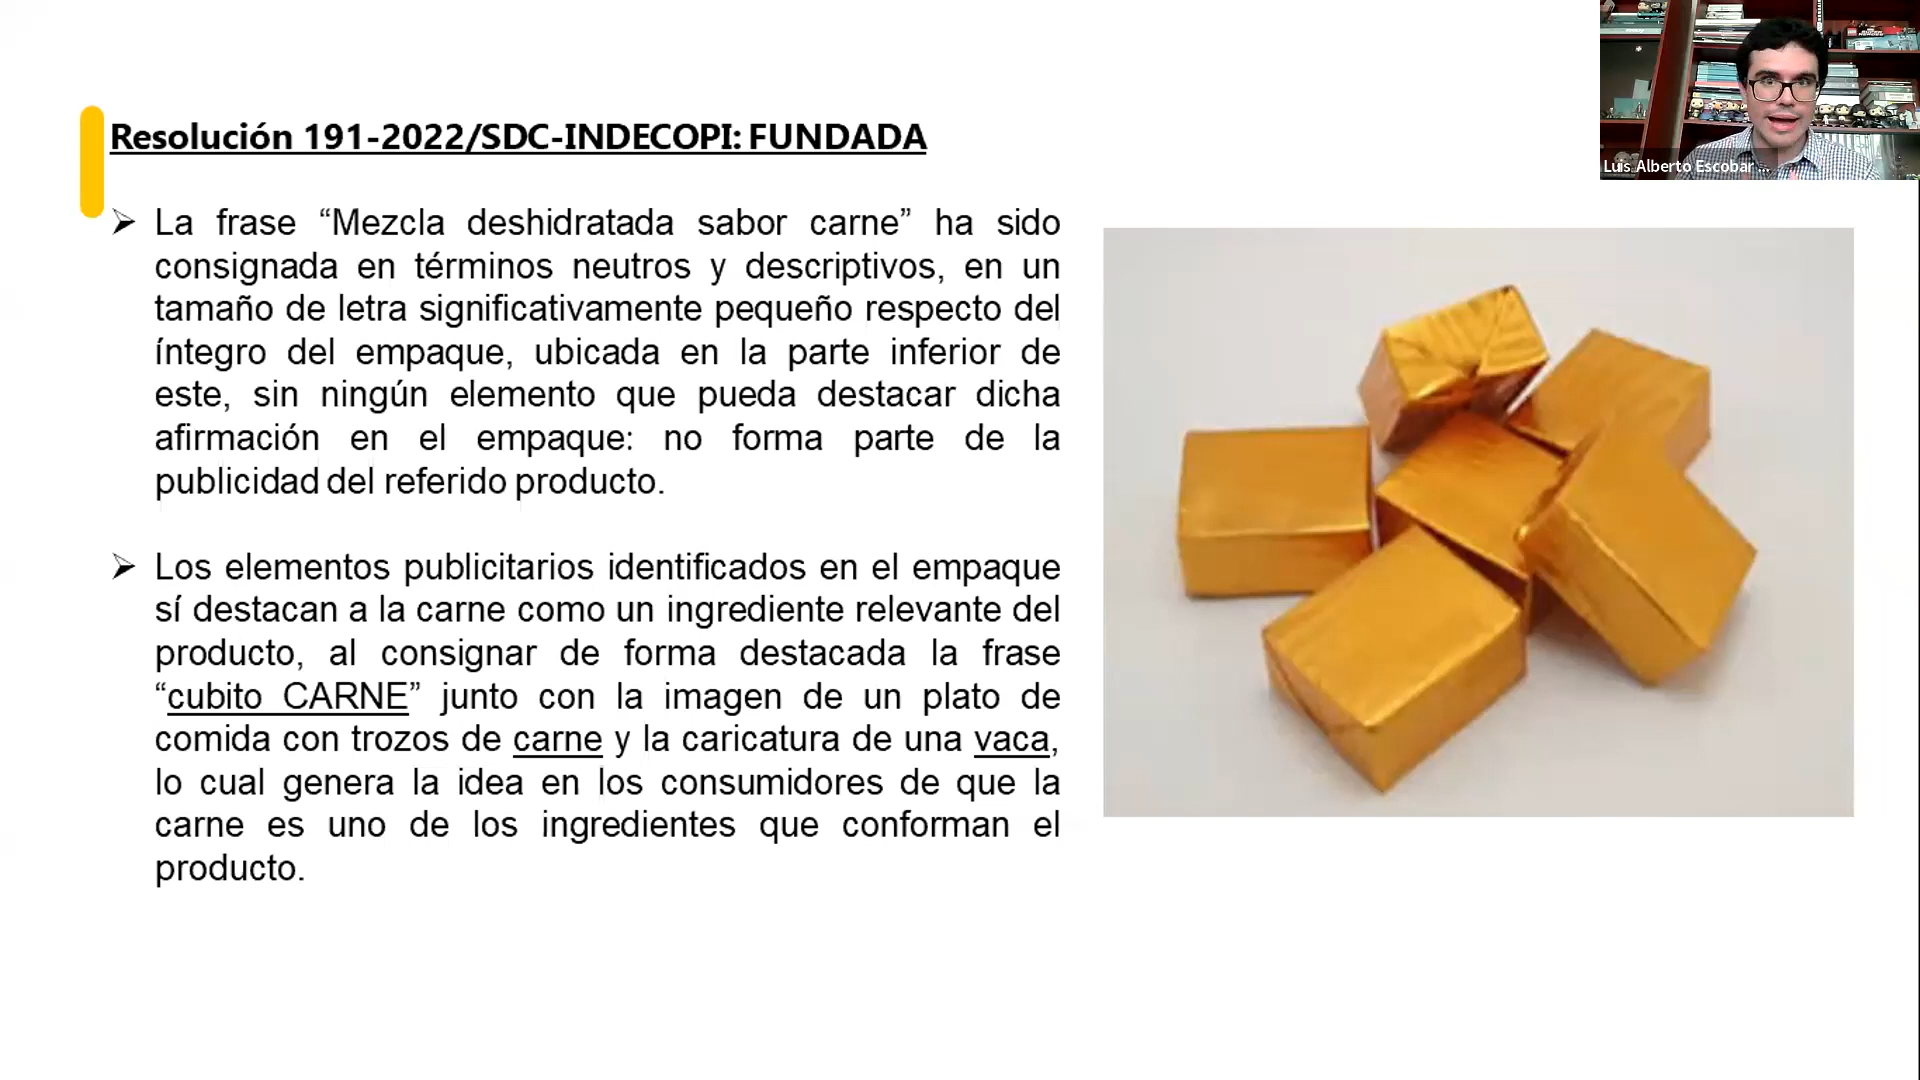 Luis Alberto Escobar ...
Resolución 191-2022/SDC-INDECOPI: FUNDADA
➢ La frase “Mezcla deshidratada sabor carne” ha sido
consignada en términos neutros y descriptivos, en un
tamaño de letra significativamente pequeño respecto del
íntegro del empaque, ubicada en la parte inferior de
este, sin ningún elemento que pueda destacar dicha
afirmación en el empaque: no forma parte de la
publicidad del referido producto.
➢ Los elementos publicitarios identificados en el empaque
sí destacan a la carne como un ingrediente relevante del
producto, al consignar de forma destacada la frase
“cubito CARNE” junto con la imagen de un plato de
comida con trozos de carne y la caricatura de una vaca,
lo cual genera la idea en los consumidores de que la
carne es uno de los ingredientes que conforman el
producto.